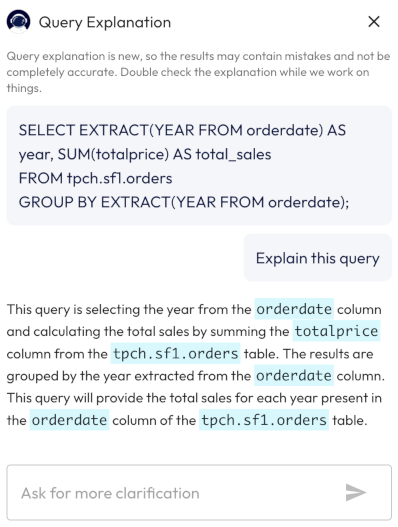 Query Explanation
Query explanation is new, so the results may contain mistakes and not be
completely accurate. Double check the explanation while we work on
things.
SELECT EXTRACT(YEAR FROM orderdate) AS
year, SUM(totalprice) AS total_sales
FROM tpch.sf1.orders
GROUP BY EXTRACT(YEAR FROM orderdate);
Explain this query
This query is selecting the year from the orderdate column
and calculating the total sales by summing the totalprice
column from the tpch.sf1.orders table. The results are
grouped by the year extracted from the orderdate column.
This query will provide the total sales for each year present in
the orderdate column of the tpch.sf1.orders table.
Ask for more clarification